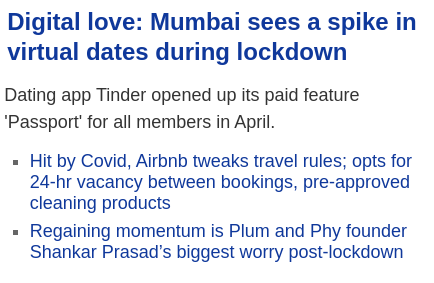 Digital love: Mumbai sees a spike in
virtual dates during lockdown
Dating app Tinder opened up its paid feature
'Passport' for all members in April.
Hit by Covid, Airbnb tweaks travel rules; opts for
24-hr vacancy between bookings, pre-approved
cleaning products
Regaining momentum is Plum and Phy founder
Shankar Prasad’s biggest worry post-lockdown